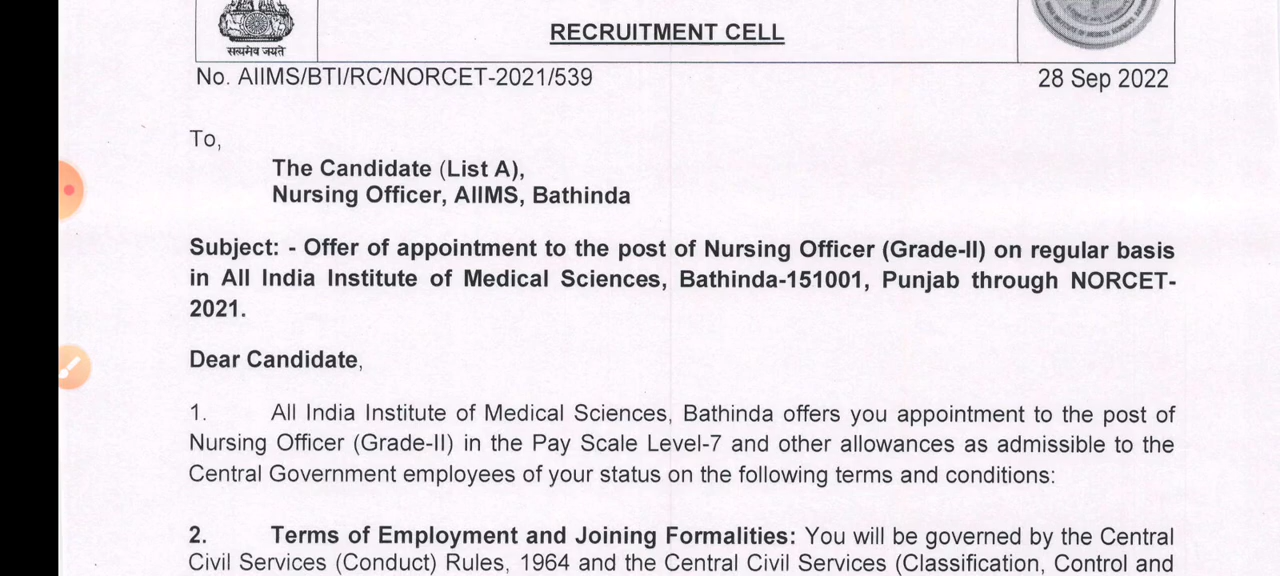 सत्यमेव जयते
RECRUITMENT CELL
No. AIIMS/BTI/RC/NORCET-2021/539
28 Sep 2022
To,
The Candidate (List A),
Nursing Officer, AIIMS, Bathinda
Subject: - Offer of appointment to the post of Nursing Officer (Grade-II) on regular basis
in All India Institute of Medical Sciences, Bathinda-151001, Punjab through NORCET-
2021.
Dear Candidate,
1. All India Institute of Medical Sciences, Bathinda offers you appointment to the post of
Nursing Officer (Grade-II) in the Pay Scale Level-7 and other allowances as admissible to the
Central Government employees of your status on the following terms and conditions:
2. Terms of Employment and Joining Formalities: You will be governed by the Central
Civil Services (Conduct) Rules, 1964 and the Central Civil Services (Classification, Control and